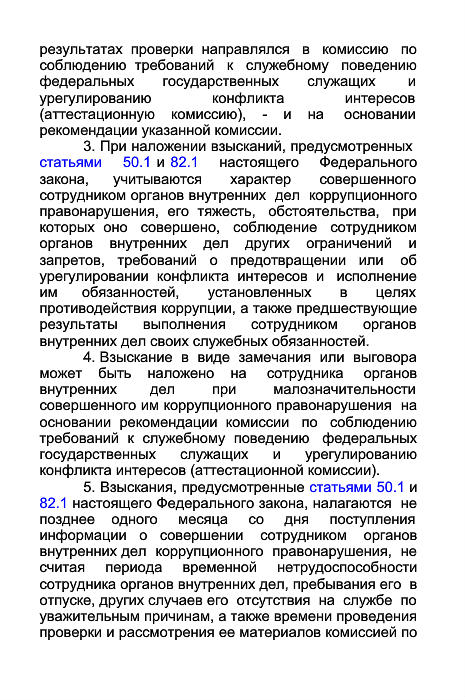 результатах проверки направлялся в комиссию по
соблюдению требований к служебному поведению
федеральных государственных служащих и
урегулированию конфликта интересов
(аттестационную комиссию), - и на основании
рекомендации указанной комиссии.
3. При наложении взысканий, предусмотренных
статьями 50.1 и 82.1 настоящего Федерального
закона, учитываются характер совершенного
сотрудником органов внутренних дел коррупционного
правонарушения, его тяжесть, обстоятельства, при
которых оно совершено, соблюдение сотрудником
органов внутренних дел других ограничений и
запретов, требований о предотвращении или об
урегулировании конфликта интересов и исполнение
им обязанностей, установленных в целях
противодействия коррупции, а также предшествующие
результаты выполнения сотрудником органов
внутренних дел своих служебных обязанностей.
4. Взыскание в виде замечания или выговора
может быть наложено на сотрудника органов
внутренних дел при малозначительности
совершенного им коррупционного правонарушения на
основании рекомендации комиссии по соблюдению
требований к служебному поведению федеральных
государственных служащих и урегулированию
конфликта интересов (аттестационной комиссии).
5. Взыскания, предусмотренные статьями 50.1 и
82.1 настоящего Федерального закона, налагаются не
позднее одного месяца со дня поступления
информации о совершении сотрудником органов
внутренних дел коррупционного правонарушения, не
считая периода временной нетрудоспособности
сотрудника органов внутренних дел, пребывания его в
отпуске, других случаев его отсутствия на службе по
уважительным причинам, а также времени проведения
проверки и рассмотрения ее материалов комиссией по